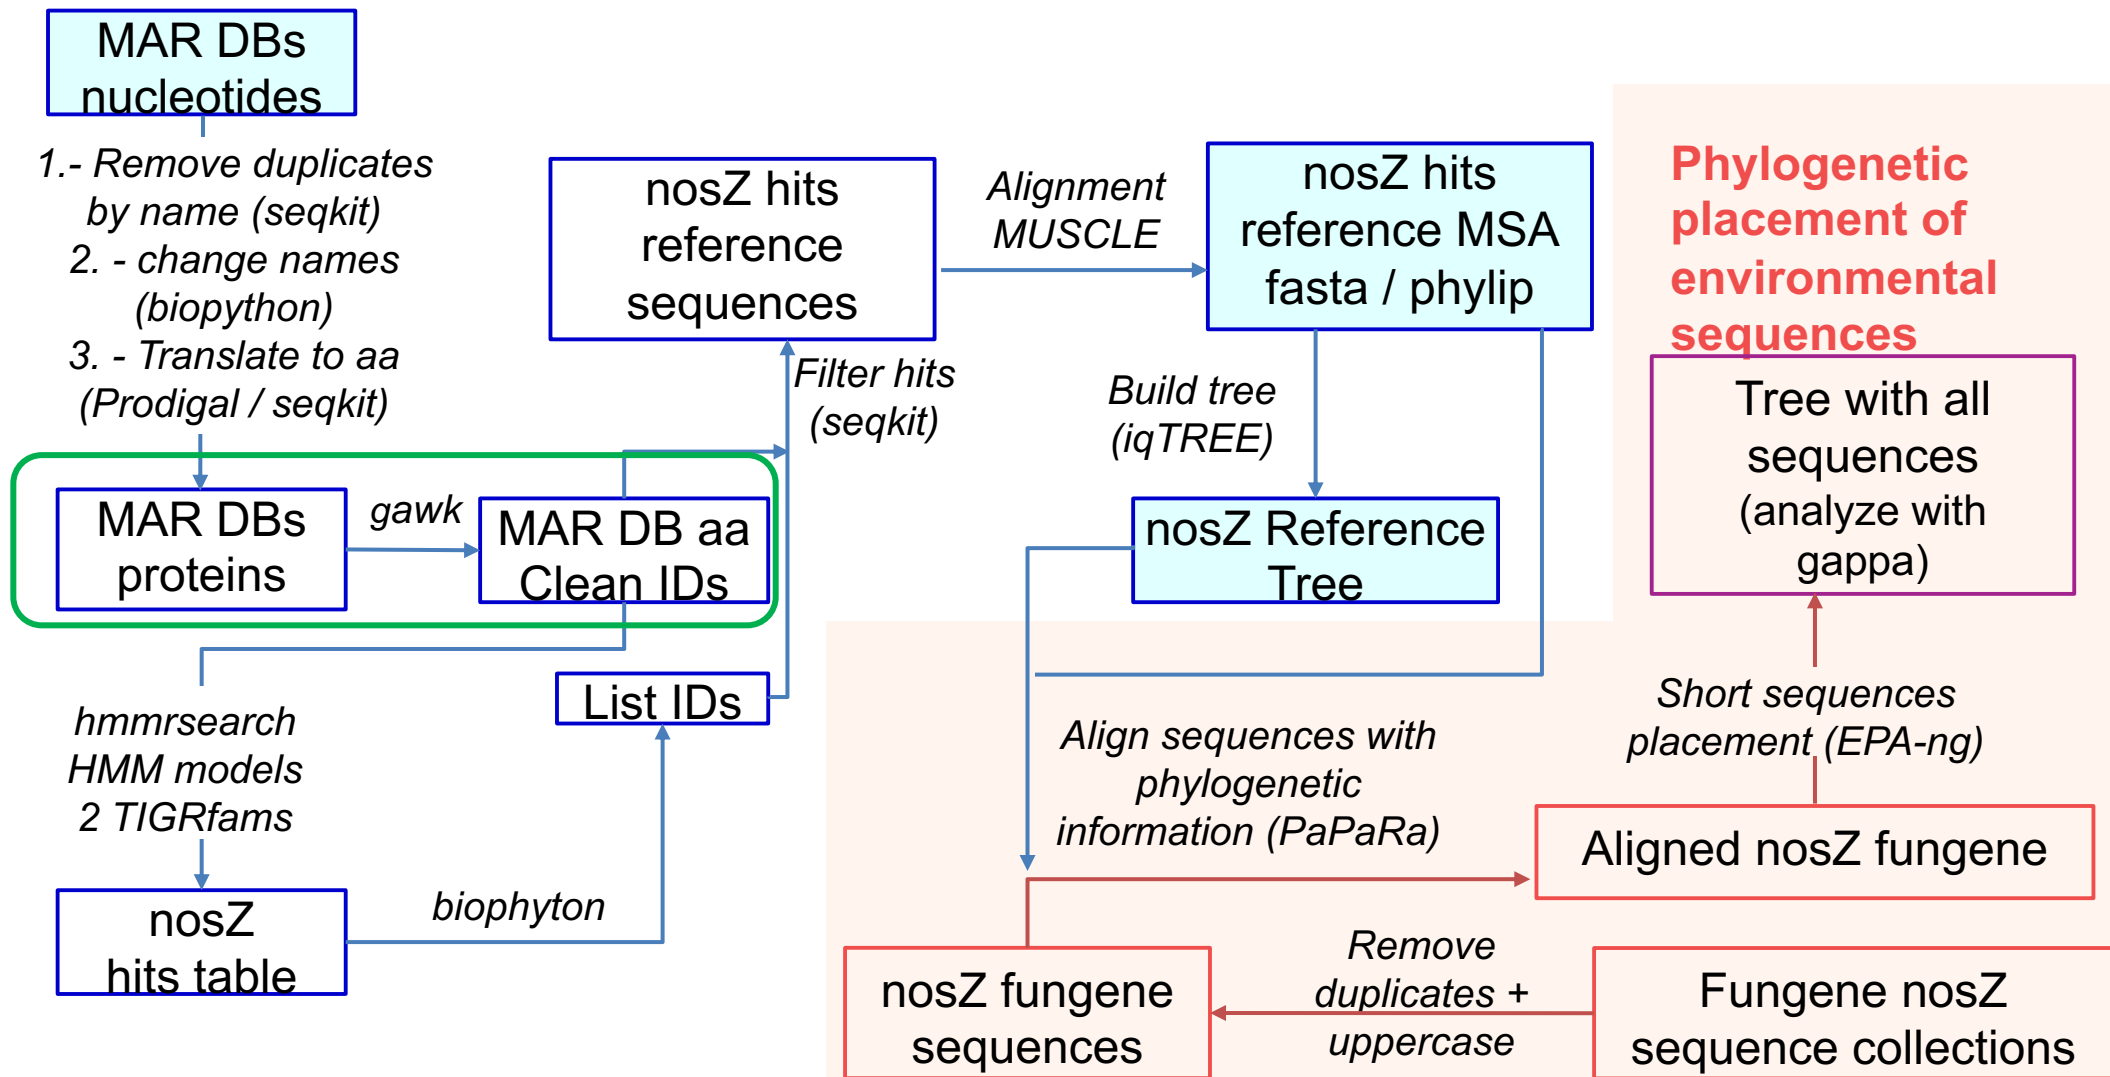 MAR DBs
nucleotides
1.- Remove duplicates
by name (seqkit)
2. - change names
(biopython)
3. - Translate to aa
(Prodigal / seqkit)
MAR DBs
proteins
gawk
MAR DB aa
Clean IDs
hmmrsearch
HMM models
2 TIGRfams
nosZ
hits table
biophyton
List IDs
Filter hits
(seqkit)
nosZ hits
reference
sequences
Alignment
MUSCLE
nosZ hits
reference MSA
fasta / phylip
Build tree
(iqTREE)
nosZ Reference
Tree
Phylogenetic
placement of
environmental
sequences
Tree with all
sequences
(analyze with
gappa)
Short sequences
placement (EPA-ng)
Align sequences with
phylogenetic
information (PaPaRa)
Aligned nosZ fungene
nosZ fungene
sequences
Remove
duplicates +
uppercase
Fungene nosZ
sequence collections